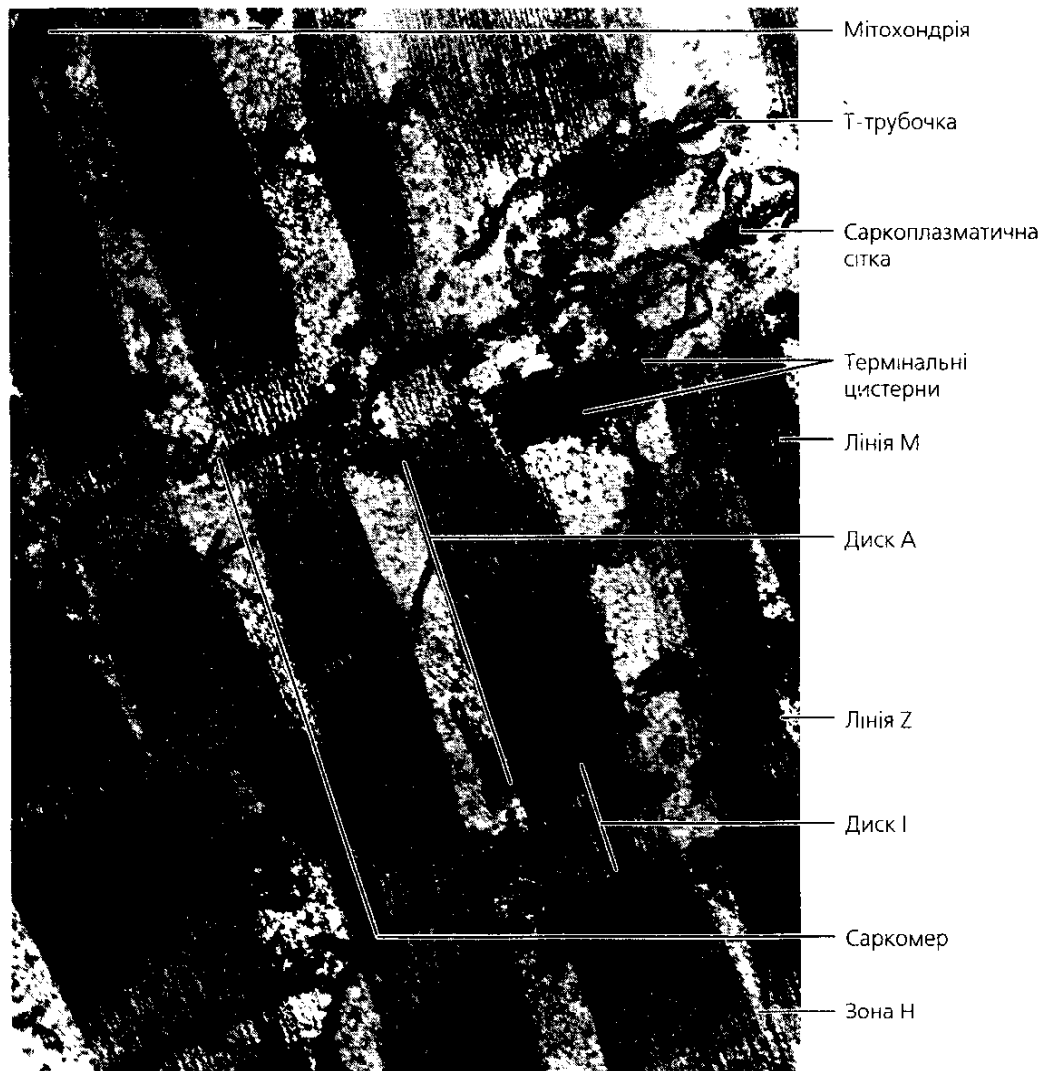 Мітохондрія
Т-трубочка
Саркоплазматична
сітка
Термінальні
цистерни
Лінія М
Диск А
Лінія Z
Диск І
Саркомер
Зона Н